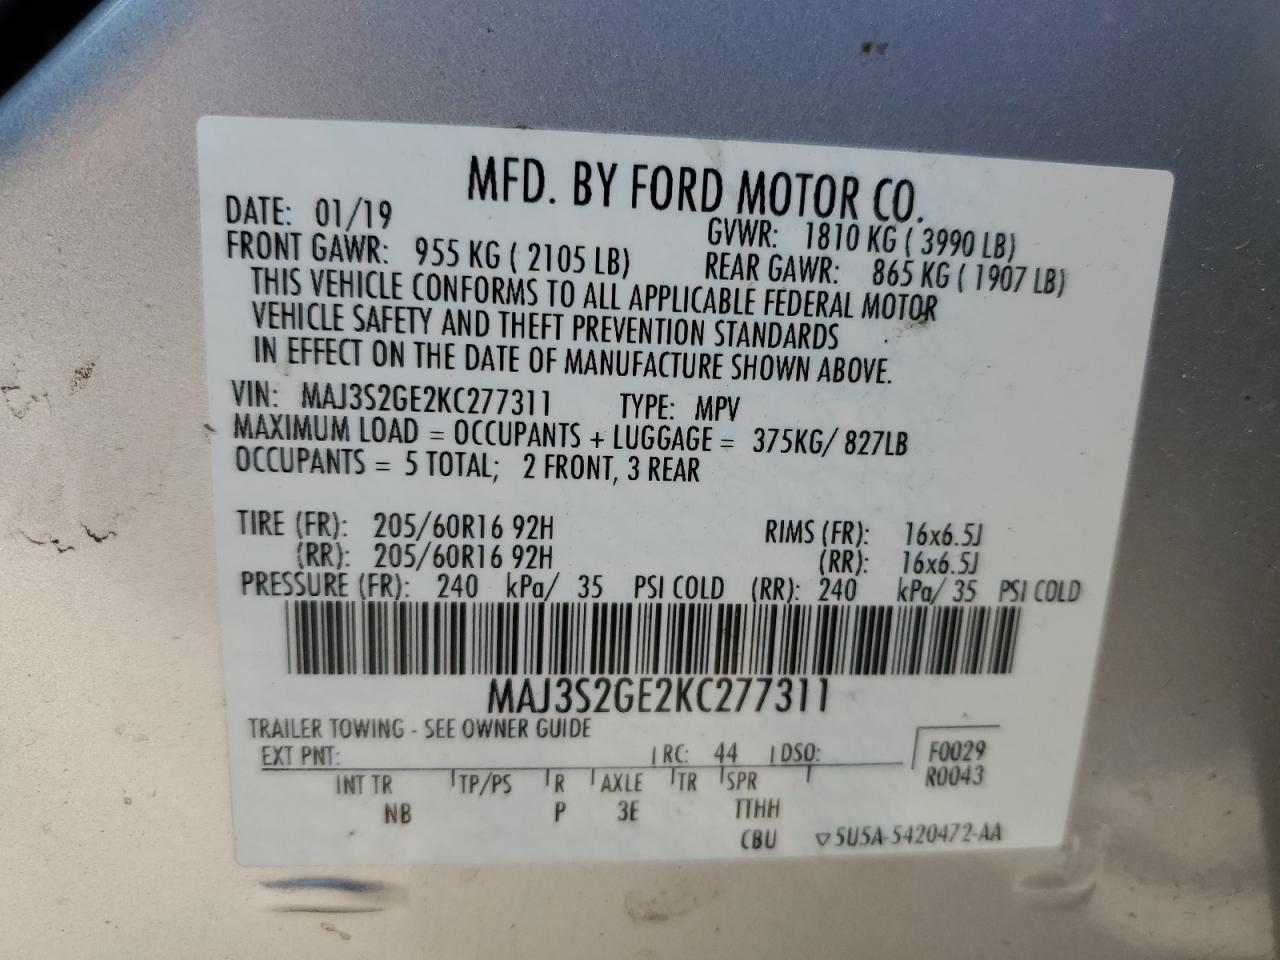 MFD. BY FORD MOTOR CO.
DATE: 01/19 GVWR: 1810 KG ( 3990 LB)
FRONT GAWR: 955 KG ( 2105 LB) REAR GAWR: 865 KG ( 1907 LB)
THIS VEHICLE CONFORMS TO ALL APPLICABLE FEDERAL MOTOR
VEHICLE SAFETY AND THEFT PREVENTION STANDARDS
IN EFFECT ON THE DATE OF MANUFACTURE SHOWN ABOVE.
VIN: MAJ3S2GE2KC277311 TYPE: MPV
MAXIMUM LOAD = OCCUPANTS + LUGGAGE = 375KG/ 827LB
OCCUPANTS = 5 TOTAL; 2 FRONT, 3 REAR
TIRE (FR): 205/60R16 92H RIMS (FR): 16x6.5J
(RR): 205/60R16 92H (RR): 16x6.5J
PRESSURE (FR): 240 kPa/ 35 PSI COLD (RR): 240 kPa/ 35 PSI COLD
MAJ3S2GE2KC277311
TRAILER TOWING - SEE OWNER GUIDE
EXT PNT: RC: 44 DSO: F0029
R0043
INT TR TP/PS R AXLE TR SPR
NB P 3E TTHH
CBU ▽5U5A-5420472-AA